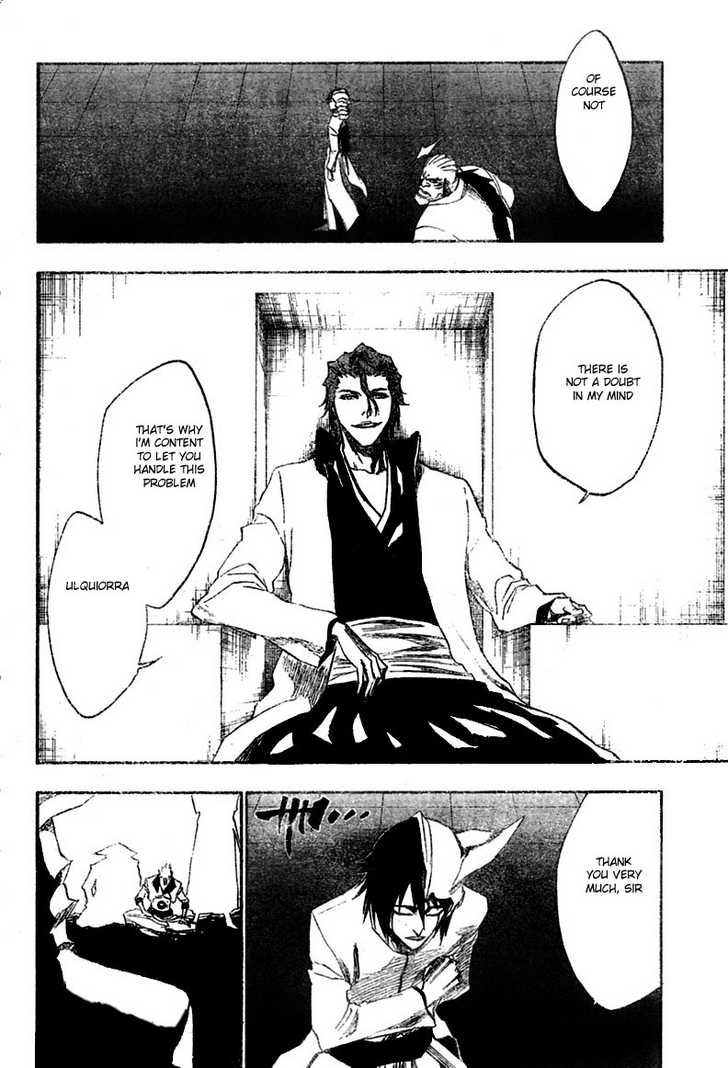 OF
COURSE
NOT
THERE IS
NOT A DOUBT
IN MY MIND
THAT'S WHY
I'M CONTENT
TO LET YOU
HANDLE THIS
PROBLEM
ULQUIORRA
THANK
YOU VERY
MUCH, SIR